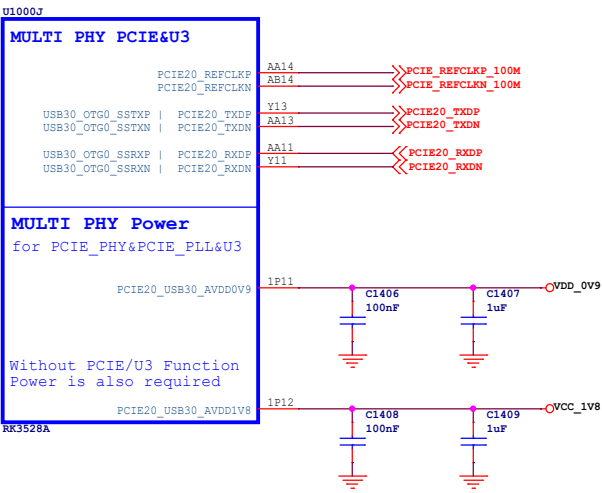 U1000J
MULTI PHY PCIE&U3
PCIE20_REFCLKP AA14 PCIE_REFCLKP_100M
PCIE20_REFCLKN AB14 PCIE_REFCLKN_100M
USB30_OTG0_SSTXP | PCIE20_TXDP Y13 PCIE20_TXDP
USB30_OTG0_SSTXN | PCIE20_TXDN AA13 PCIE20_TXDN
USB30_OTG0_SSRXP | PCIE20_RXDP AA11 PCIE20_RXDP
USB30_OTG0_SSRXN | PCIE20_RXDN Y11 PCIE20_RXDN
MULTI PHY Power
for PCIE_PHY&PCIE_PLL&U3
PCIE20_USB30_AVDD0V9 1P11 VDD_0V9
C1406 C1407
100nF 1uF
Without PCIE/U3 Function
Power is also required
PCIE20_USB30_AVDD1V8 1P12 VCC_1V8
C1408 C1409
100nF 1uF
RK3528A